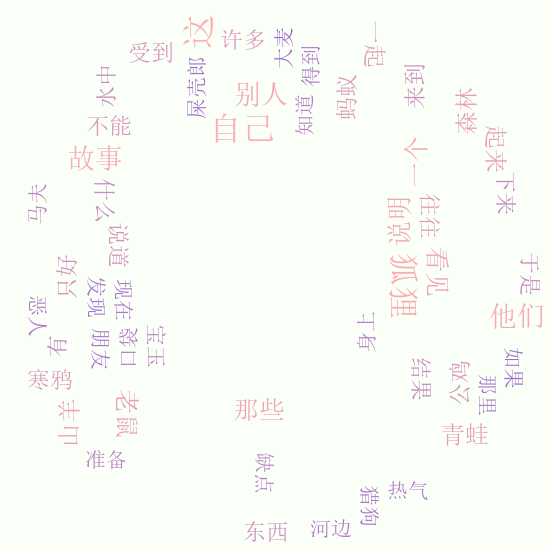 这
许多
受到
大麦
得到
一起
屎壳郎
水中
别人
知道
蚂蚁
来到
森林
不能
自己
故事
一个
起来
下来
马夫
什么
说道
说明
往往
只好
发现
现在
狐狸
看见
于是
恶人
有
朋友
袋口
宝玉
身上
他们
寒鸦
结果
公鸡
那里
如果
山羊
老鼠
那些
青蛙
准备
缺点
猎狗
热气
东西
河边